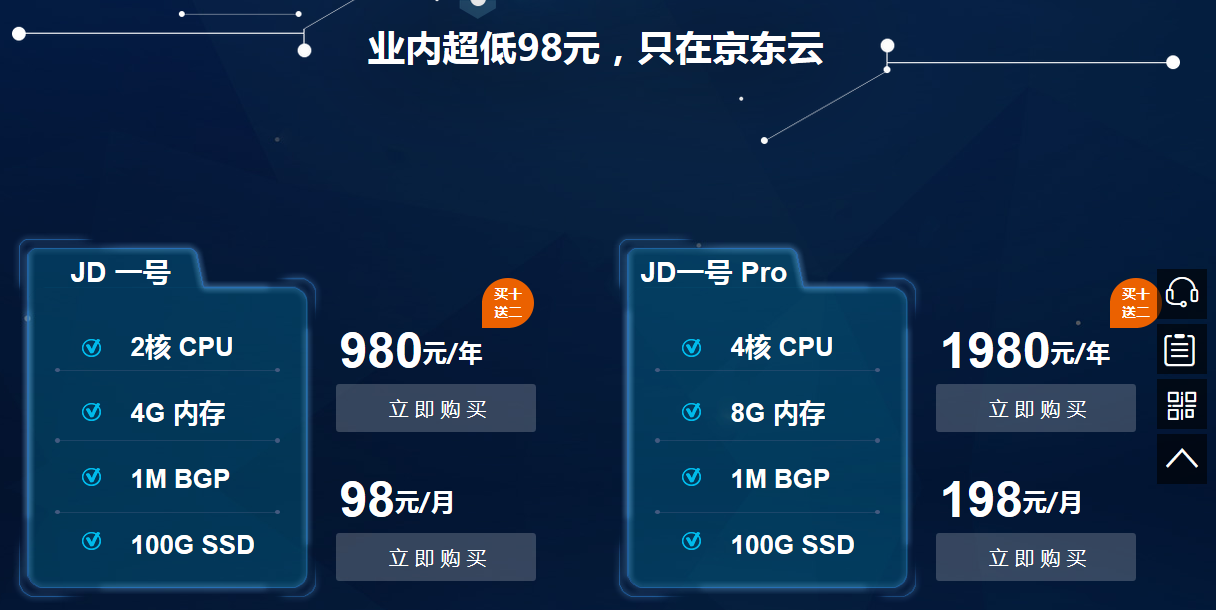 业内超低98元，只在京东云
JD 一号
2核 CPU
4G 内存
1M BGP
100G SSD
买十
送二
980元/年
立即购买
98元/月
立即购买
JD一号 Pro
4核 CPU
8G 内存
1M BGP
100G SSD
买十
送二
1980元/年
立即购买
198元/月
立即购买